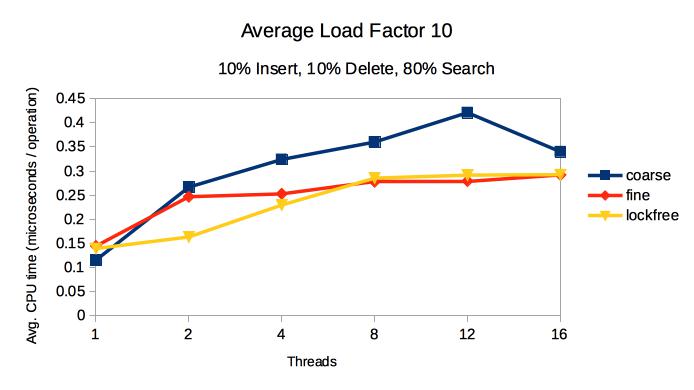 Average Load Factor 10
10% Insert, 10% Delete, 80% Search
Avg. CPU time (microseconds / operation)
0.45
0.4
0.35
0.3
0.25
0.2
0.15
0.1
0.05
0
1 2 4 8 12 16
Threads
coarse
fine
lockfree